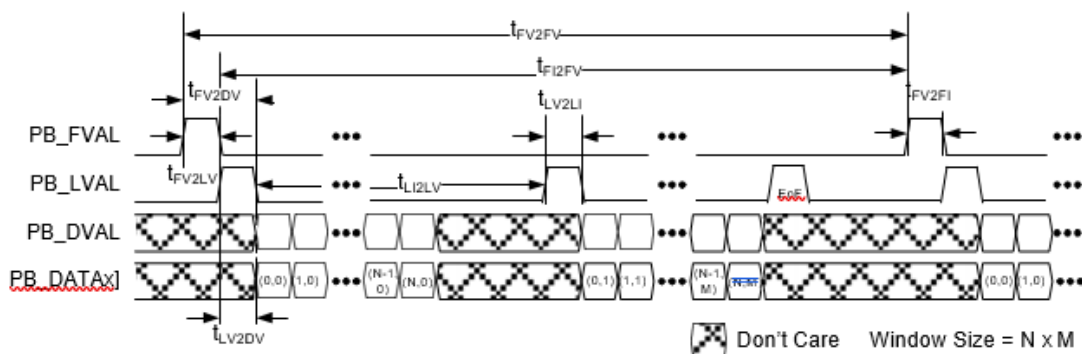 tFV2FV
tFI2FV
tFV2DV tLV2LI tFV2FI
PB_FVAL ••• •••
tFV2LV
PB_LVAL ••• tLI2LV ••• EoF •••
PB_DVAL ••• ••• •••
PB_DATAx] (0,0) (1,0) ••• (N-1,0) (N,0) (0,1) (1,1) ••• (N-1,M) (N,M) (0,0) (1,0) •••
tLV2DV
Don't Care Window Size = N x M